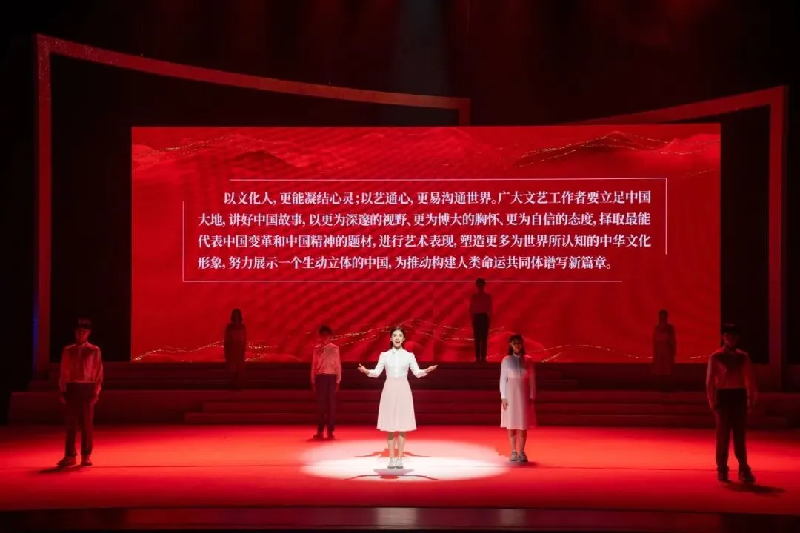 以文化人，更能凝结心灵；以艺通心，更易沟通世界。广大文艺工作者要立足中国
大地，讲好中国故事，以更为深邃的视野、更为博大的胸怀、更为自信的态度，择取最能
代表中国变革和中国精神的题材，进行艺术表现，塑造更多为世界所认知的中华文化
形象，努力展示一个生动立体的中国，为推动构建人类命运共同体谱写新篇章。